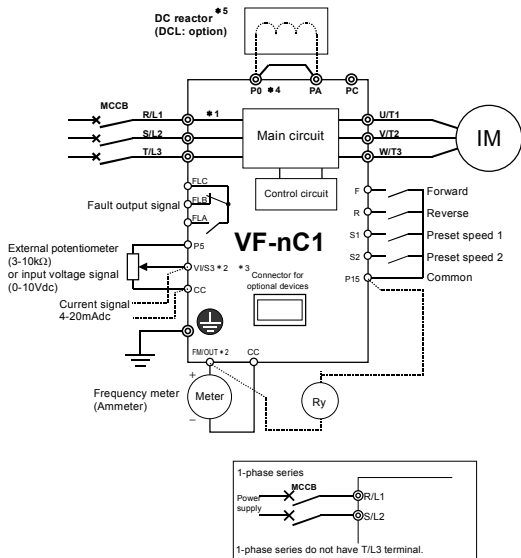 DC reactor *5
(DCL: option)
P0 *4 PA PC
MCCB
R/L1 *1 U/T1
S/L2 V/T2
T/L3 W/T3
Main circuit
IM
Control circuit
FLC
FLB
FLA
Fault output signal
F Forward
R Reverse
S1 Preset speed 1
S2 Preset speed 2
P15 Common
VF-nC1
P5
External potentiometer
(3-10kΩ)
or input voltage signal
(0-10Vdc)
VI/S3 *2 *3
Connector for
optional devices
Current signal
4-20mAdc
CC
FM/OUT *2 CC
+
Frequency meter
(Ammeter)
Meter
−
Ry
1-phase series
MCCB
Power
supply
R/L1
S/L2
1-phase series do not have T/L3 terminal.